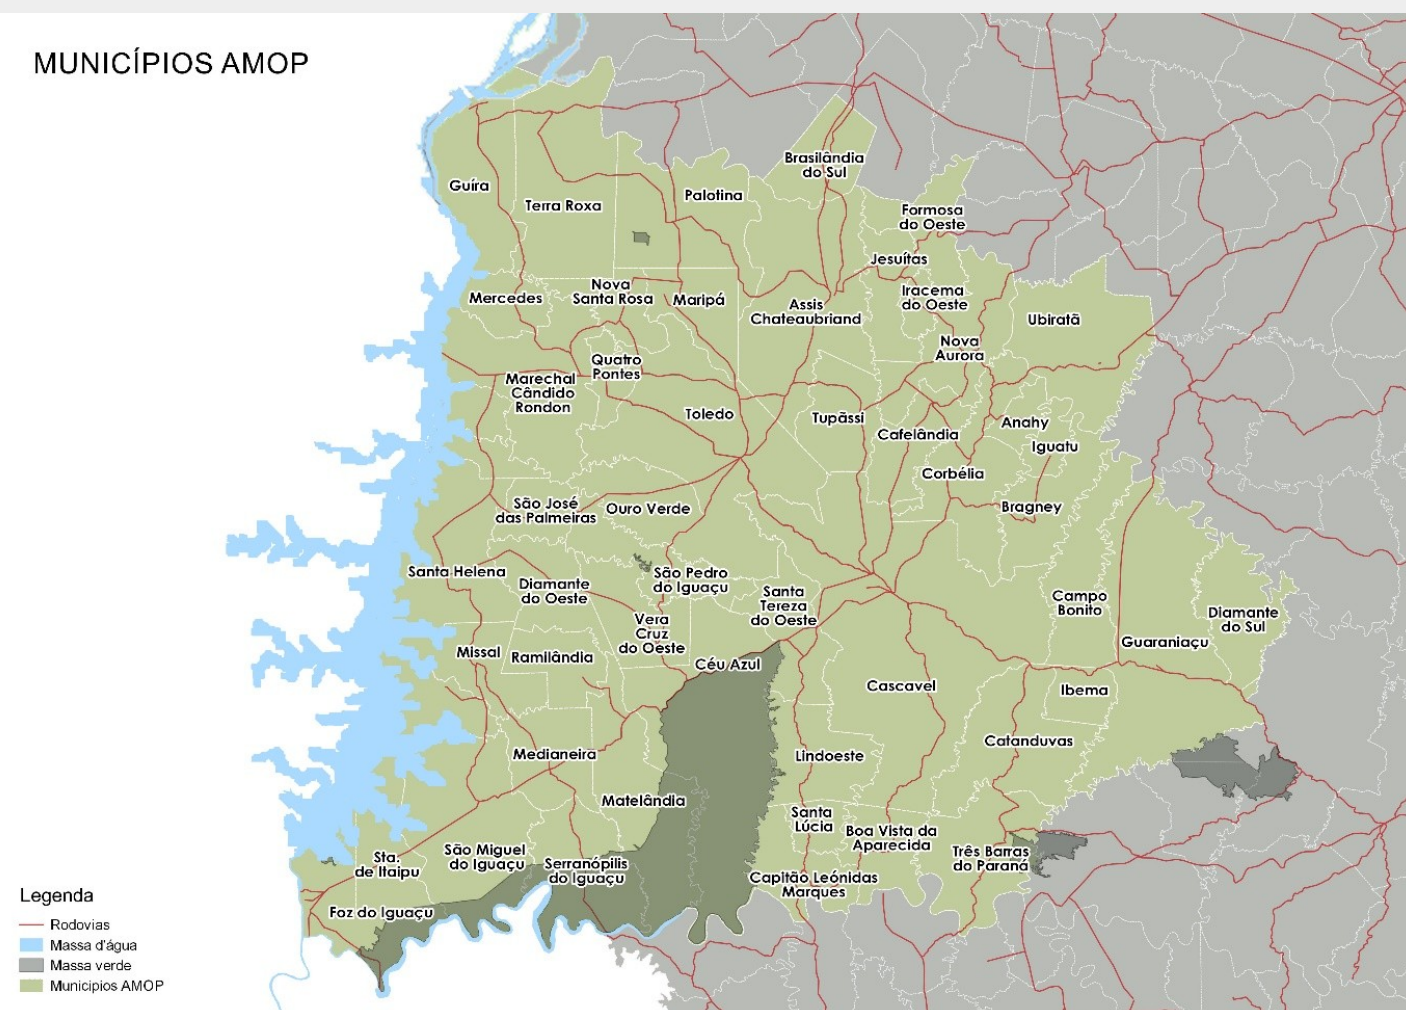 MUNICÍPIOS AMOP
Brasilândia
do Sul
Guíra
Palotina
Terra Roxa
Formosa
do Oeste
Jesuítas
Mercedes
Nova
Santa Rosa
Maripá
Iracema
do Oeste
Assis
Chateaubriand
Ubiratã
Nova
Aurora
Quatro
Pontes
Marechal
Cândido
Rondon
Toledo
Tupãssi
Anahy
Cafelândia
Iguatu
Corbélia
São José
das Palmeiras
Ouro Verde
Bragney
Santa Helena
Diamante
do Oeste
São Pedro
do Iguaçu
Santa
Tereza
do Oeste
Campo
Bonito
Diamante
do Sul
Vera
Cruz
do Oeste
Guaraniaçu
Missal
Ramilândia
Céu Azul
Cascavel
Ibema
Catanduvas
Medianeira
Lindoeste
Matelândia
Santa
Lúcia
Boa Vista da
Aparecida
Três Barras
do Paraná
Sta.
de Itaipu
São Miguel
do Iguaçu
Serranópilis
do Iguaçu
Capitão Leónidas
Marques
Foz do Iguaçu
Legenda
Rodovias
Massa d'água
Massa verde
Municipios AMOP